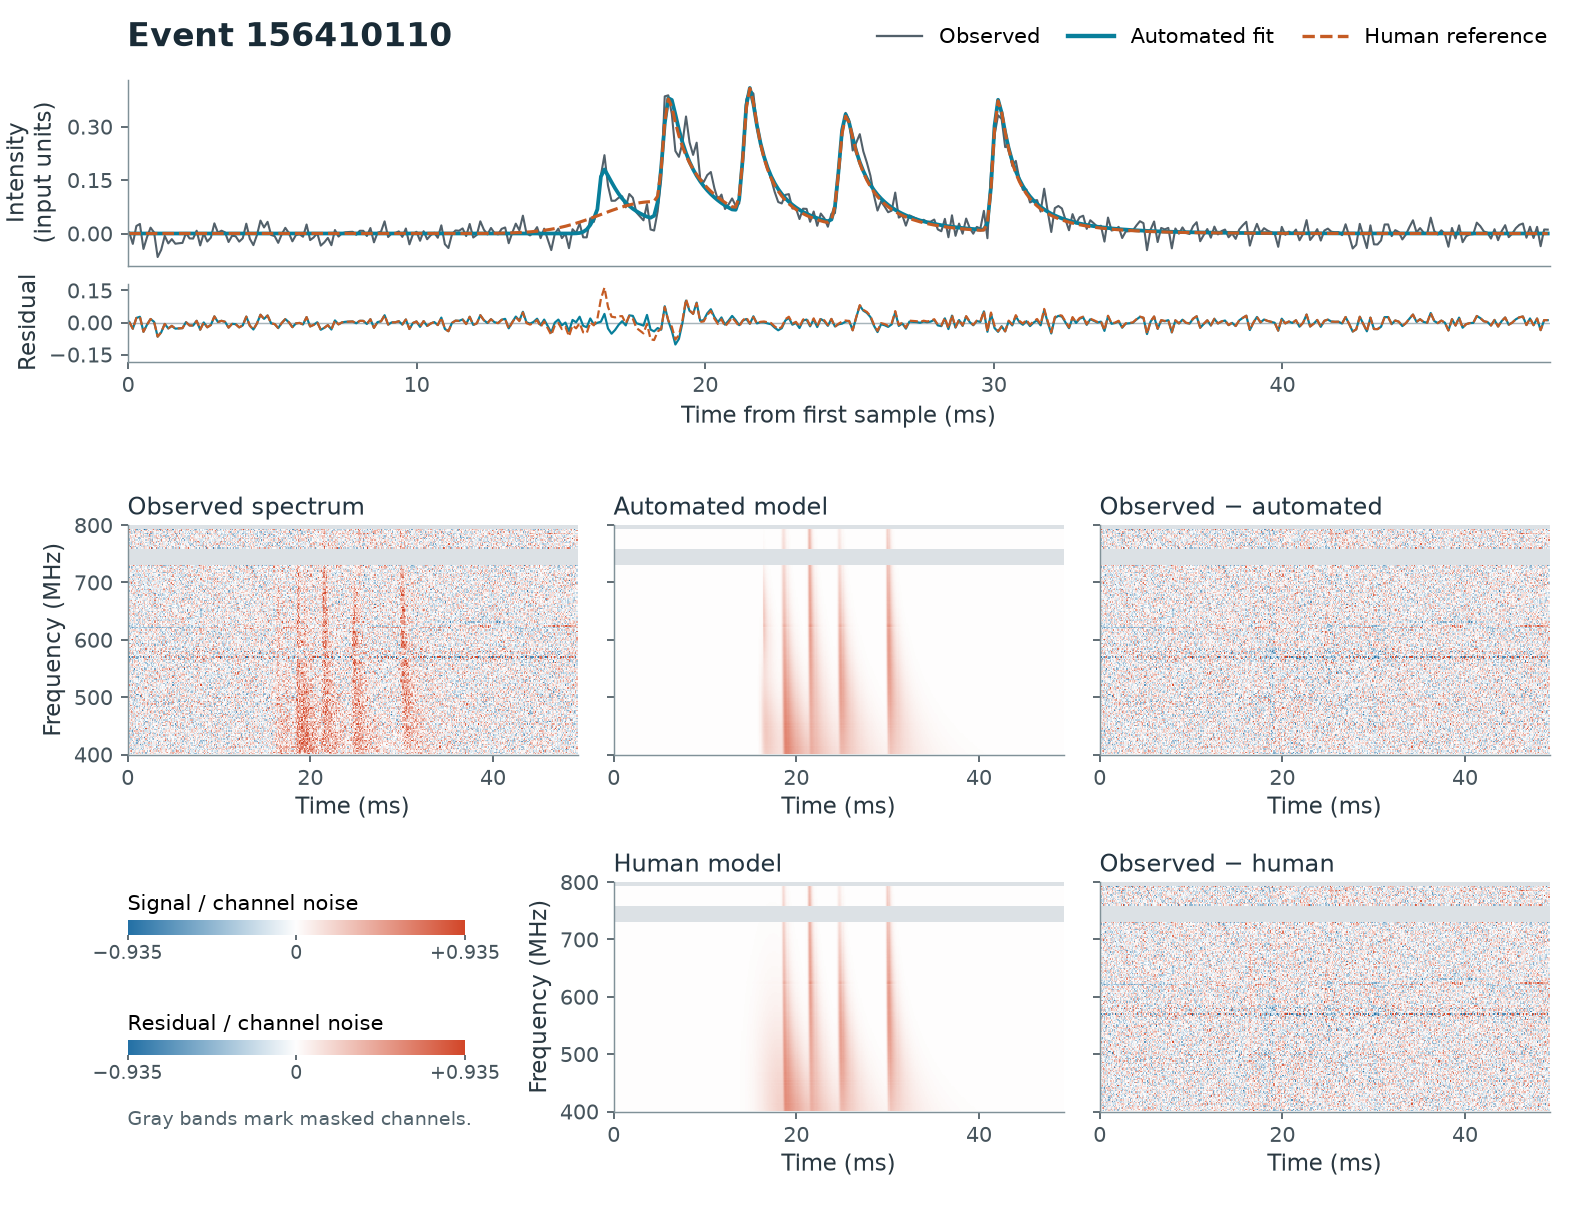 Event 156410110
Observed
Automated fit
Human reference
Intensity
(input units)
0.30
0.15
0.00
Residual
0.15
0.00
−0.15
0
10
20
30
40
Time from first sample (ms)
Observed spectrum
Automated model
Observed − automated
Frequency (MHz)
800
700
600
500
400
0
20
40
0
20
40
0
20
40
Time (ms)
Time (ms)
Time (ms)
Human model
Observed − human
Signal / channel noise
−0.935
0
+0.935
Residual / channel noise
−0.935
0
+0.935
Gray bands mark masked channels.
Frequency (MHz)
800
700
600
500
400
0
20
40
0
20
40
Time (ms)
Time (ms)